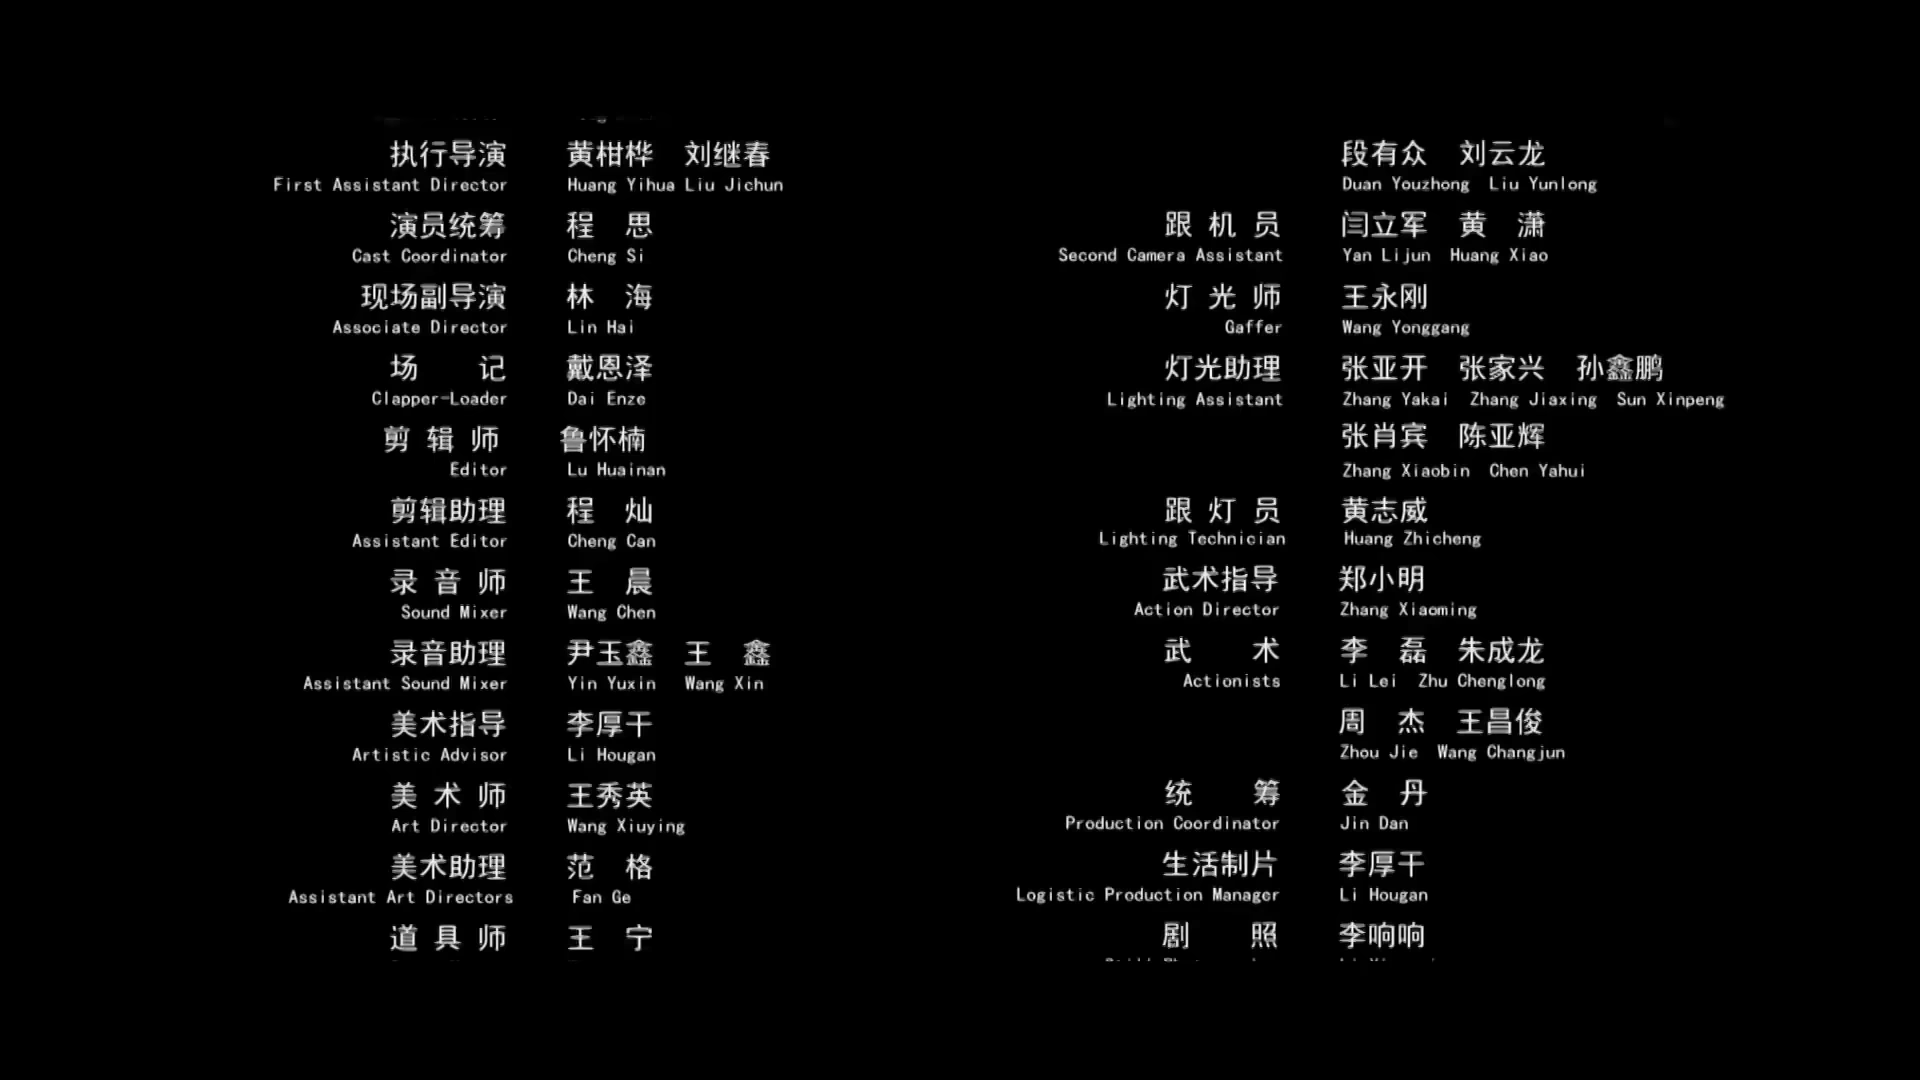 执行导演 黄柑桦 刘继春
First Assistant Director Huang Yihua Liu Jichun
演员统筹 程 思
Cast Coordinator Cheng Si
现场副导演 林 海
Associate Director Lin Hai
场 记 戴恩泽
Clapper-Loader Dai Enze
剪 辑 师 鲁怀楠
Editor Lu Huainan
剪辑助理 程 灿
Assistant Editor Cheng Can
录 音 师 王 晨
Sound Mixer Wang Chen
录音助理 尹玉鑫 王 鑫
Assistant Sound Mixer Yin Yuxin Wang Xin
美术指导 李厚干
Artistic Advisor Li Hougan
美 术 师 王秀英
Art Director Wang Xiuying
美术助理 范 格
Assistant Art Directors Fan Ge
道 具 师 王 宁
段有众 刘云龙
Duan Youzhong Liu Yunlong
跟 机 员 闫立军 黄 潇
Second Camera Assistant Yan Lijun Huang Xiao
灯 光 师 王永刚
Gaffer Wang Yonggang
灯光助理 张亚开 张家兴 孙鑫鹏
Lighting Assistant Zhang Yakai Zhang Jiaxing Sun Xinpeng
张肖宾 陈亚辉
Zhang Xiaobin Chen Yahui
跟 灯 员 黄志威
Lighting Technician Huang Zhicheng
武术指导 郑小明
Action Director Zhang Xiaoming
武 术 李 磊 朱成龙
Actionists Li Lei Zhu Chenglong
周 杰 王昌俊
Zhou Jie Wang Changjun
统 筹 金 丹
Production Coordinator Jin Dan
生活制片 李厚干
Logistic Production Manager Li Hougan
剧 照 李响响